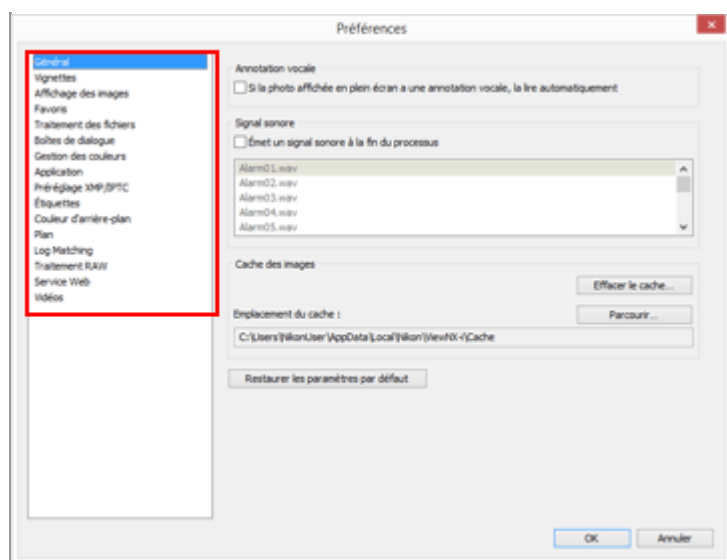 Préférences
Général
Vignettes
Affichage des images
Favoris
Traitement des fichiers
Boîtes de dialogue
Gestion des couleurs
Application
Préréglage XMP/IPTC
Étiquettes
Couleur d'arrière-plan
Plan
Log Matching
Traitement RAW
Service Web
Vidéos
Annotation vocale
Si la photo affichée en plein écran a une annotation vocale, la lire automatiquement
Signal sonore
Émet un signal sonore à la fin du processus
Alarm01.wav
Alarm02.wav
Alarm03.wav
Alarm04.wav
Alarm05.wav
Cache des images
Effacer le cache...
Emplacement du cache :
Parcourir...
C:\Users\NikonUser\AppData\Local\Nikon\ViewNX-i\Cache
Restaurer les paramètres par défaut
OK
Annuler